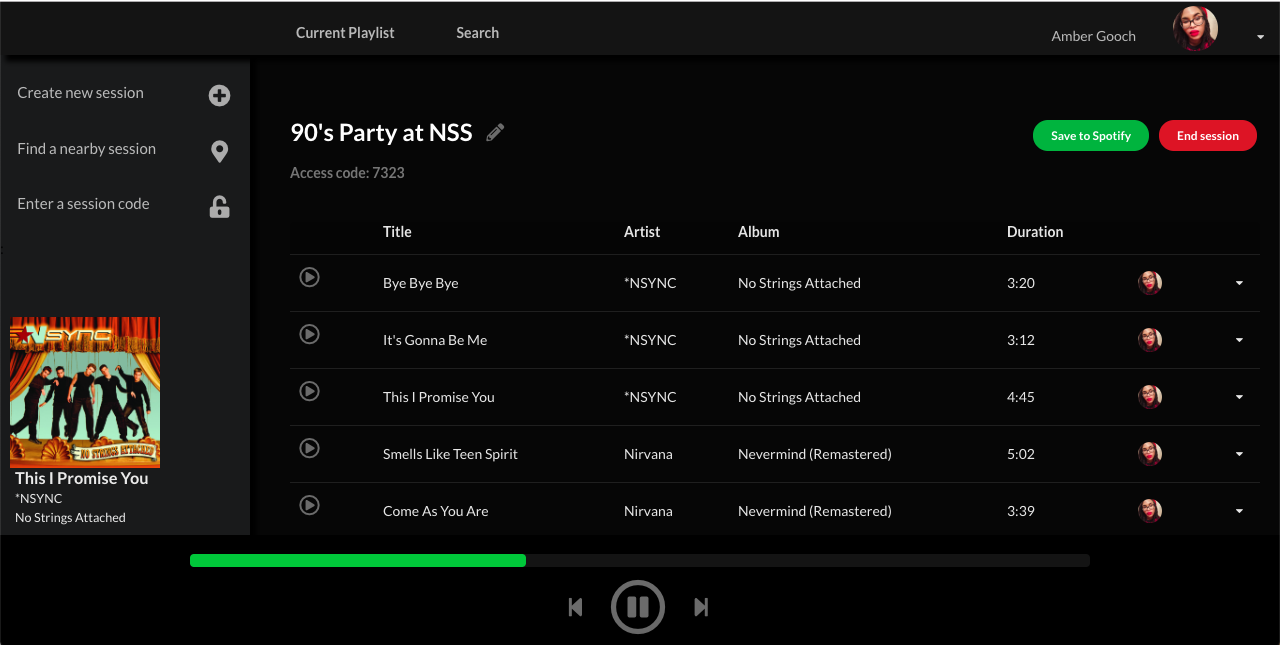 Current Playlist Search Amber Gooch
Create new session
Find a nearby session
Enter a session code
90's Party at NSS Save to Spotify End session
Access code: 7323
Title Artist Album Duration
Bye Bye Bye *NSYNC No Strings Attached 3:20
It's Gonna Be Me *NSYNC No Strings Attached 3:12
This I Promise You *NSYNC No Strings Attached 4:45
Smells Like Teen Spirit Nirvana Nevermind (Remastered) 5:02
Come As You Are Nirvana Nevermind (Remastered) 3:39
NSYNC
NO STRINGS ATTACHED
This I Promise You
*NSYNC
No Strings Attached